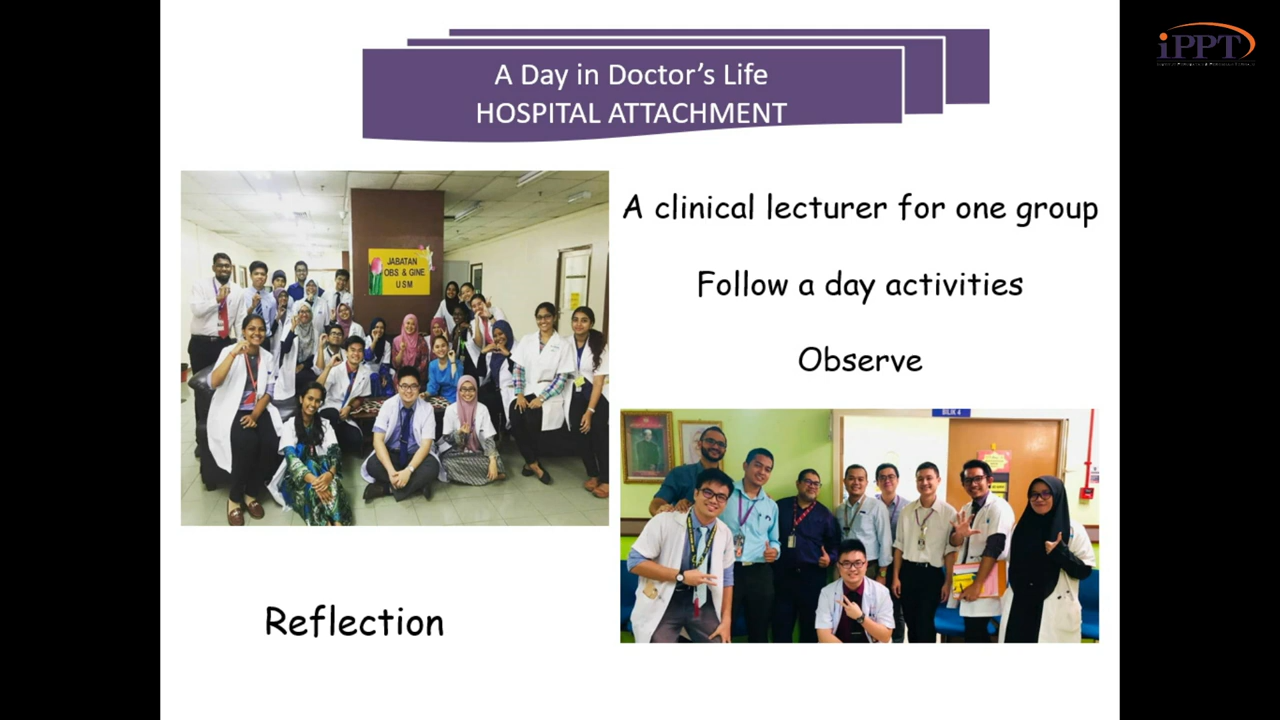 iPPT
A Day in Doctor's Life
HOSPITAL ATTACHMENT
A clinical lecturer for one group
Follow a day activities
Observe
JABATAN
OBS & GINE
USM
BILIK 4
Reflection